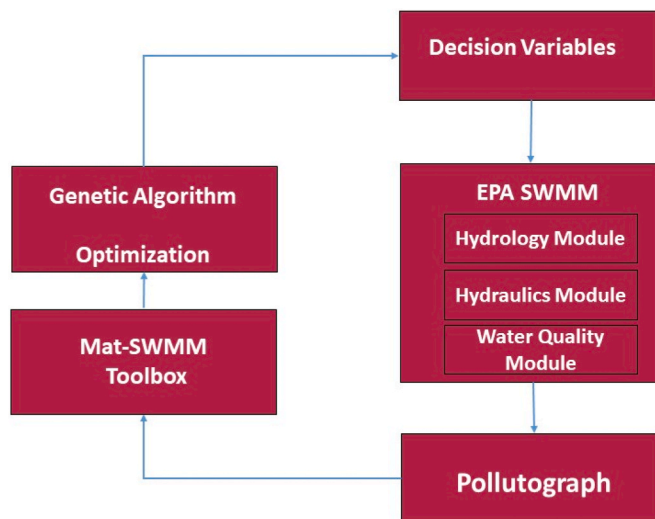 Decision Variables
Genetic Algorithm
Optimization
EPA SWMM
Hydrology Module
Hydraulics Module
Water Quality
Module
Mat-SWMM
Toolbox
Pollutograph